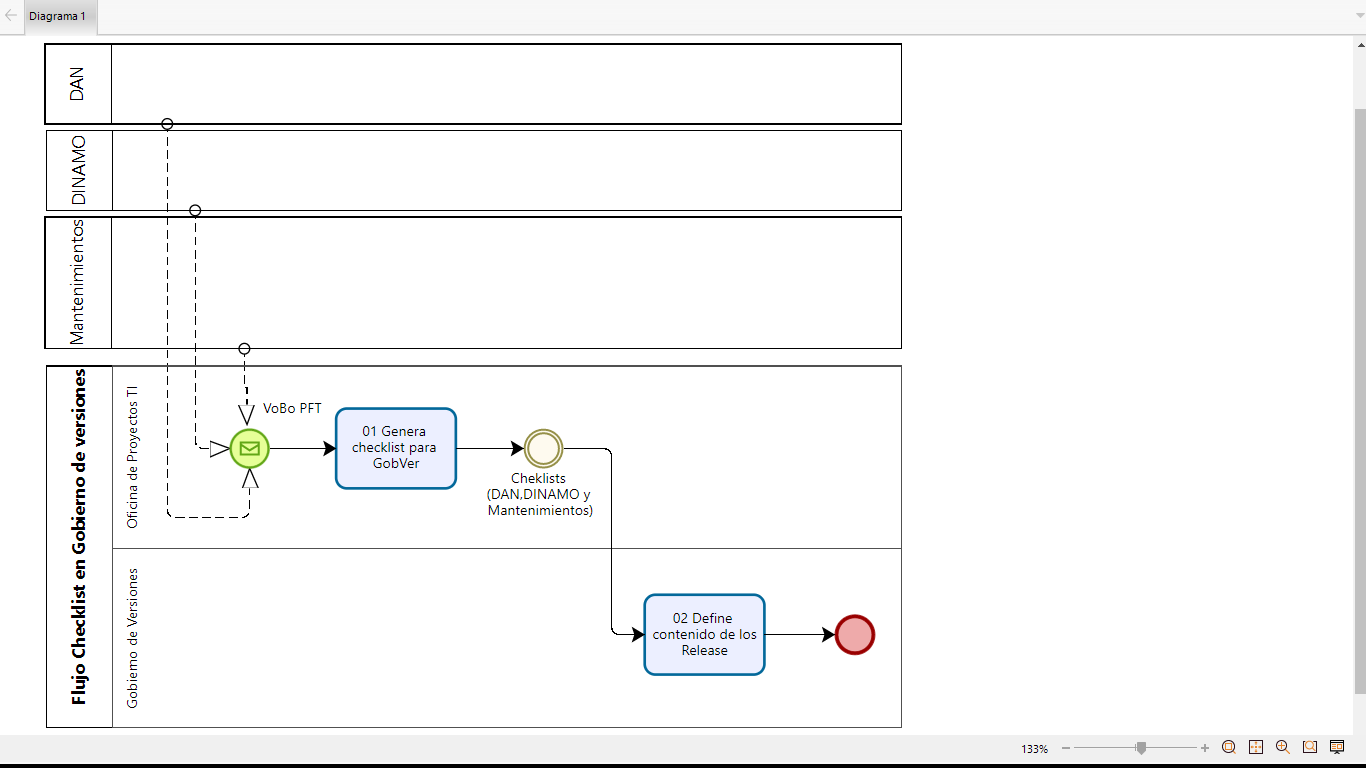 Diagrama 1
DAN
DINAMO
Mantenimientos
Flujo Checklist en Gobierno de versiones
Oficina de Proyectos TI
VoBo PFT
01 Genera
checklist para
GobVer
Cheklists
(DAN,DINAMO y
Mantenimientos)
Gobierno de Versiones
02 Define
contenido de los
Release
133%